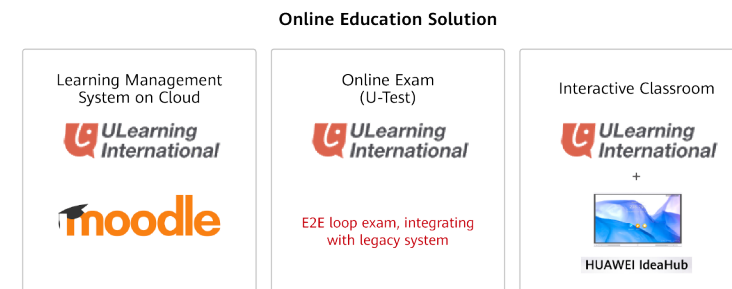 Online Education Solution
Learning Management
System on Cloud
ULearning
International
moodle
Online Exam
(U-Test)
ULearning
International
E2E loop exam, integrating
with legacy system
Interactive Classroom
ULearning
International
+
HUAWEI IdeaHub